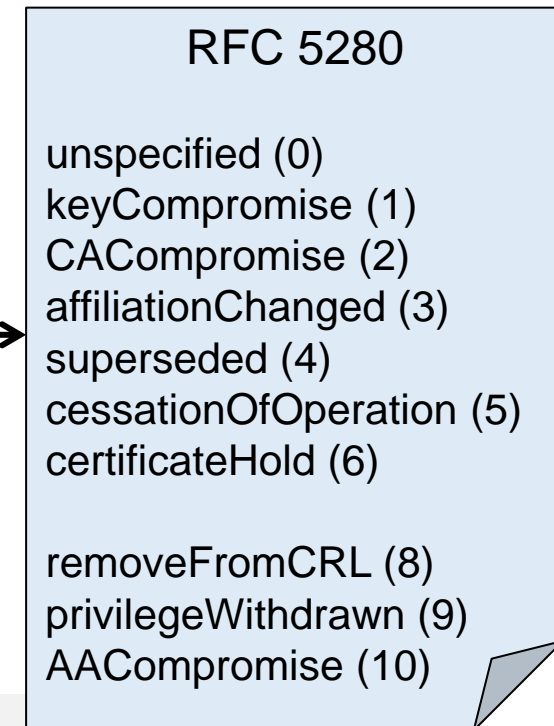 RFC 5280
unspecified (0)
keyCompromise (1)
CACompromise (2)
affiliationChanged (3)
superseded (4)
cessationOfOperation (5)
certificateHold (6)
removeFromCRL (8)
privilegeWithdrawn (9)
AACompromise (10)